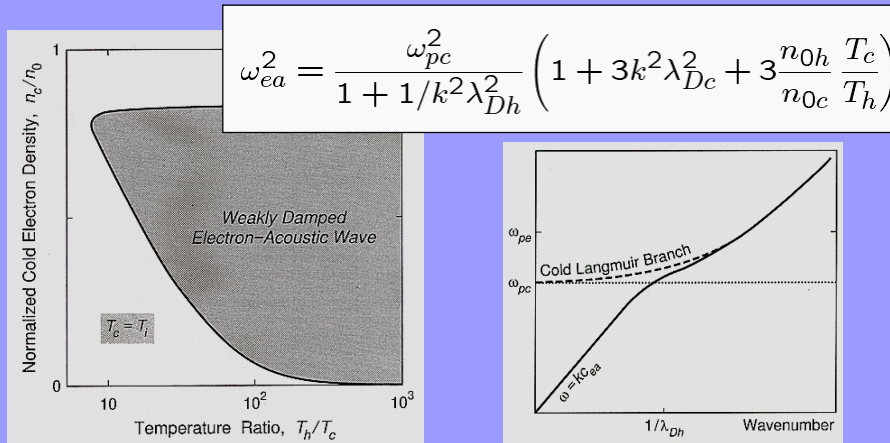 ω²_ea = ω²_pc / (1 + 1/k²λ²_Dh) (1 + 3k²λ²_Dc + 3 n_0h/n_0c T_c/T_h)
Normalized Cold Electron Density, n_c/n_0
1
0
Weakly Damped
Electron–Acoustic Wave
T_c = T_i
10
10²
10³
Temperature Ratio, T_h/T_c
ω_pe
Cold Langmuir Branch
ω_pc
ω = kc_ea
1/λ_Dh
Wavenumber